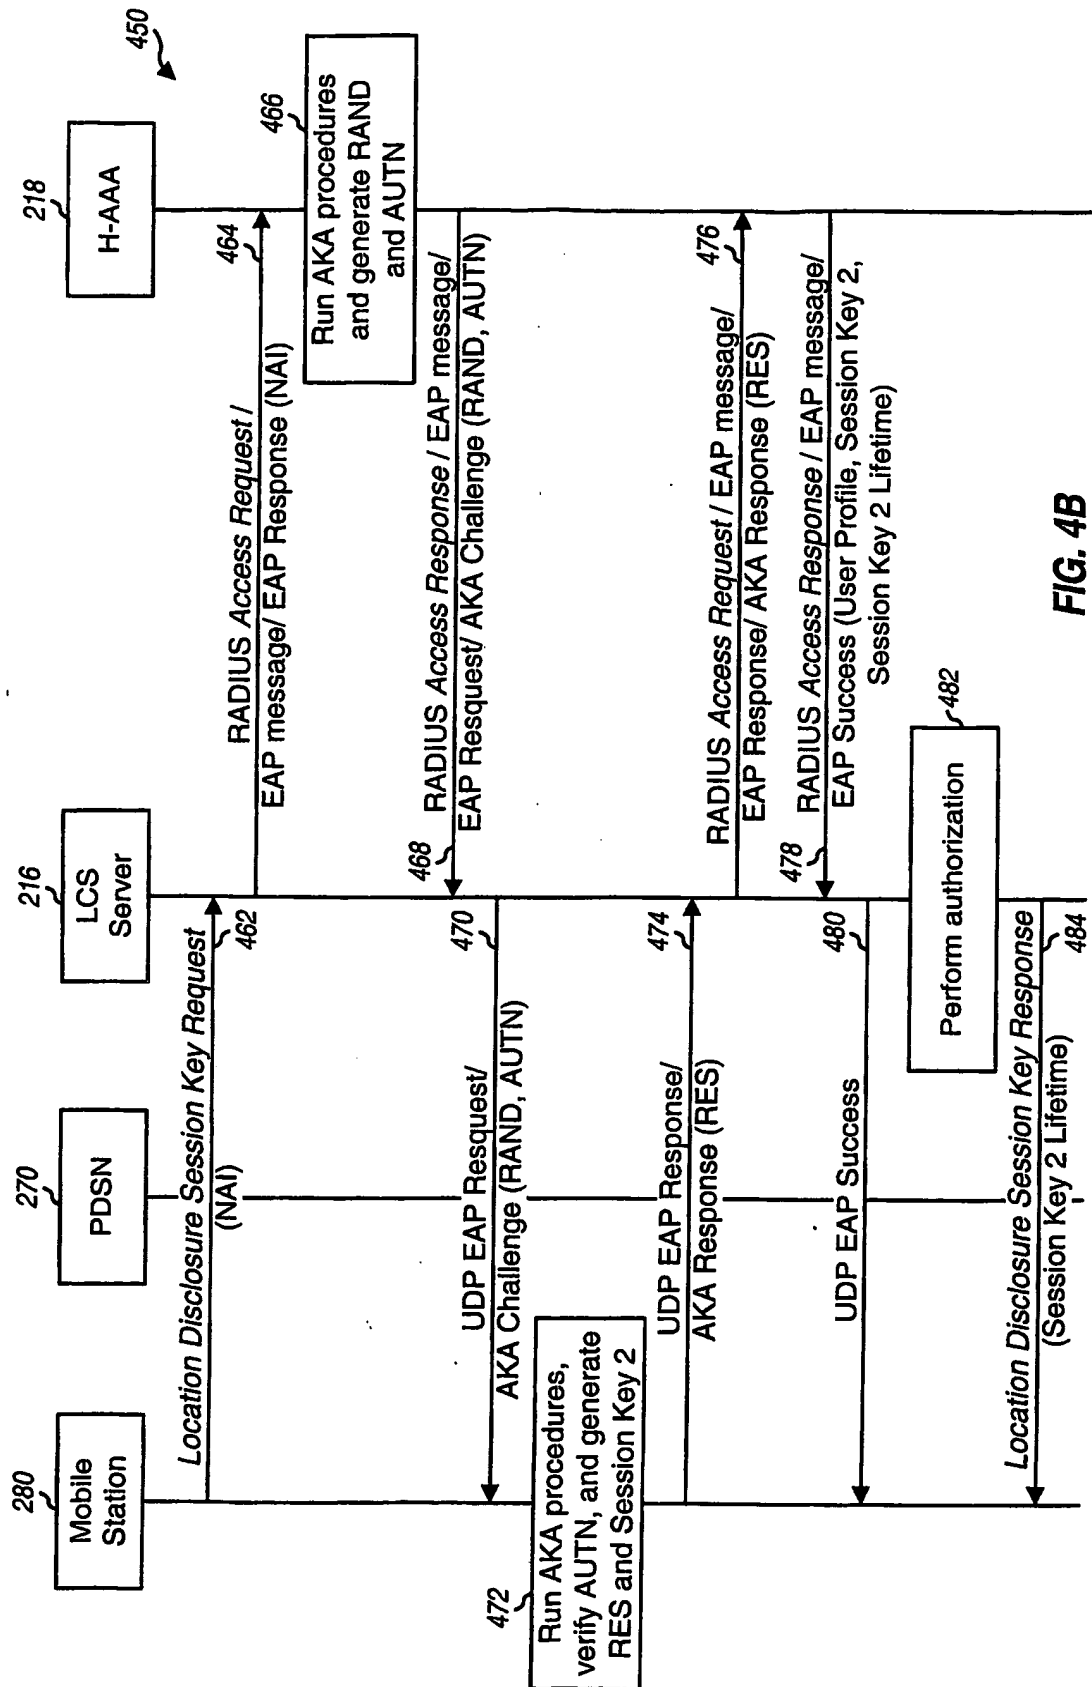 450
280
Mobile
Station
270
PDSN
216
LCS
Server
218
H-AAA
Location Disclosure Session Key Request
(NAI)
462
RADIUS Access Request /
EAP message/ EAP Response (NAI)
464
466
Run AKA procedures
and generate RAND
and AUTN
RADIUS Access Response / EAP message/
EAP Resquest/ AKA Challenge (RAND, AUTN)
468
UDP EAP Resquest/
AKA Challenge (RAND, AUTN)
470
472
Run AKA procedures,
verify AUTN, and generate
RES and Session Key 2
UDP EAP Response/
AKA Response (RES)
474
RADIUS Access Request / EAP message/
EAP Response/ AKA Response (RES)
476
RADIUS Access Response / EAP message/
EAP Success (User Profile, Session Key 2,
Session Key 2 Lifetime)
478
UDP EAP Success
480
Perform authorization
482
Location Disclosure Session Key Response
(Session Key 2 Lifetime)
484
FIG. 4B